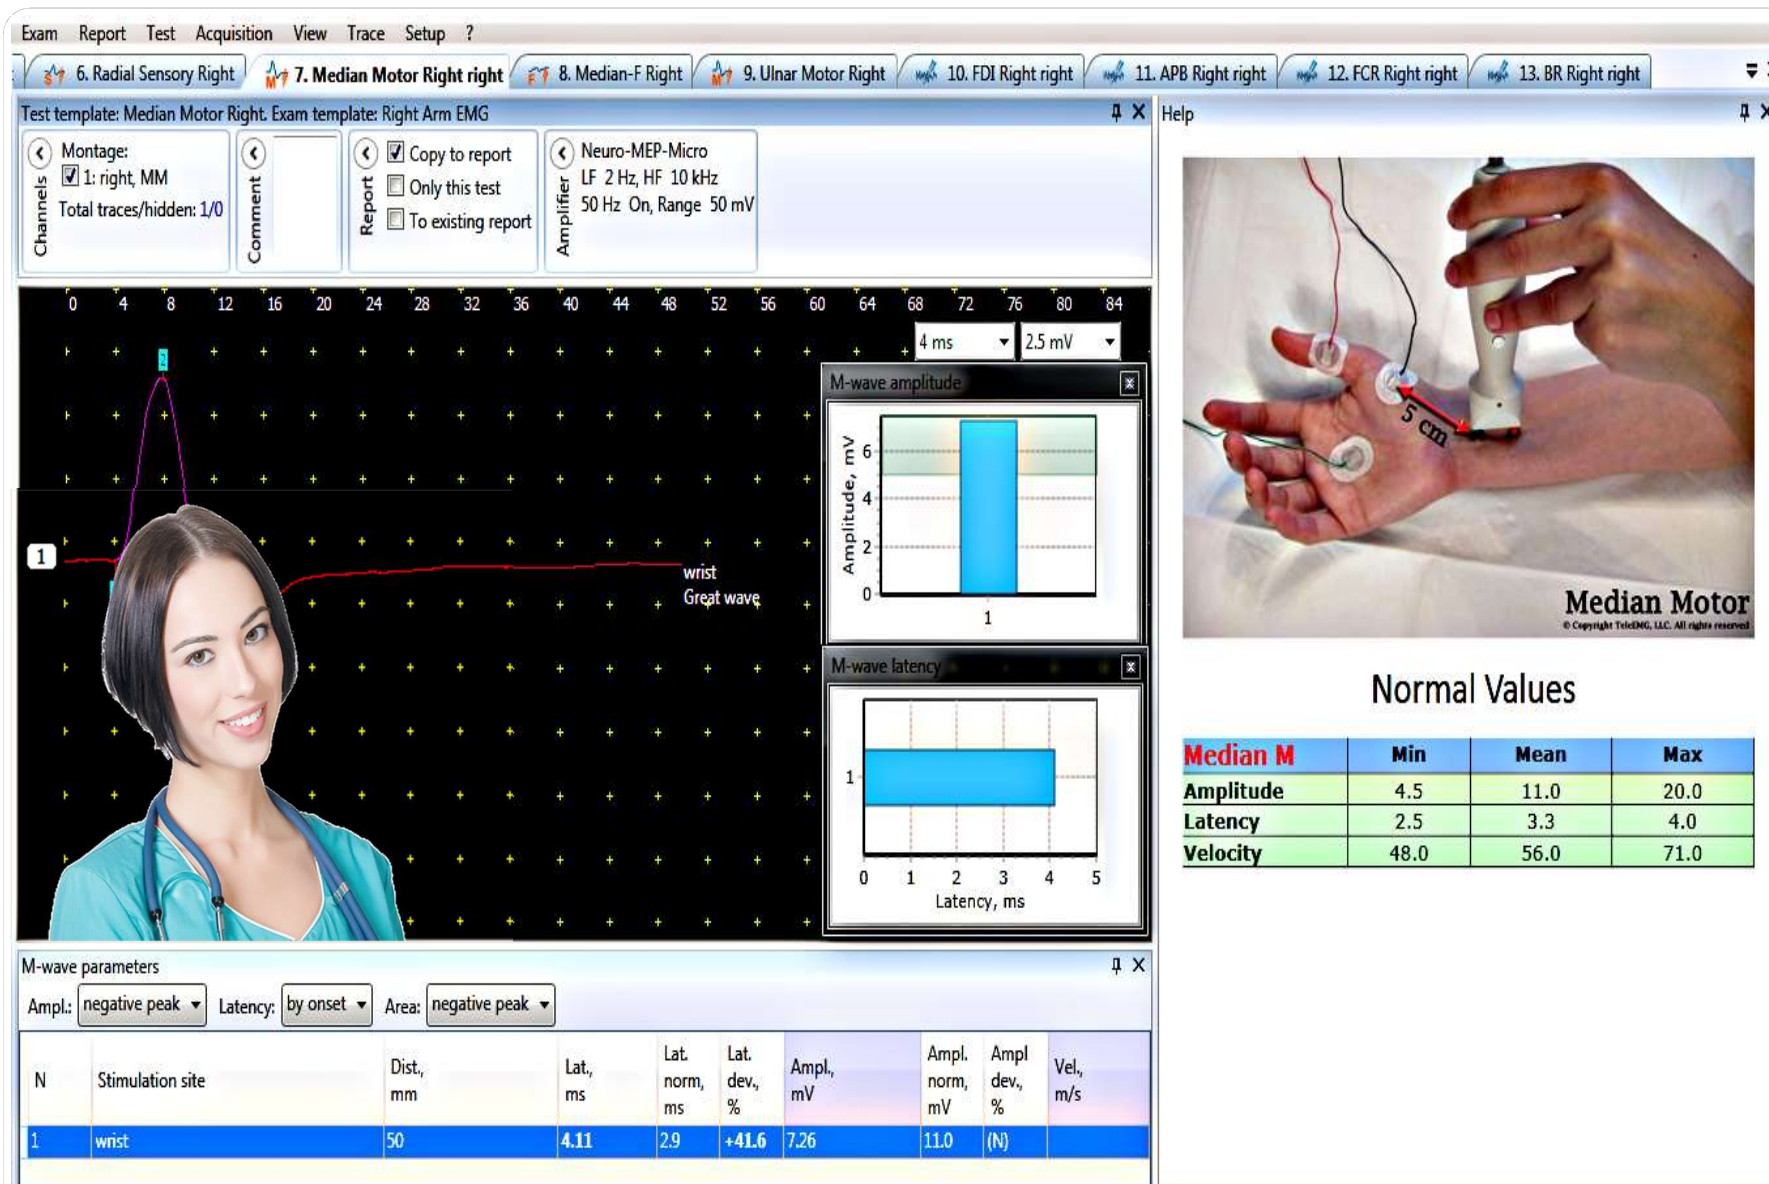 Exam Report Test Acquisition View Trace Setup ?
6. Radial Sensory Right 7. Median Motor Right right 8. Median-F Right 9. Ulnar Motor Right 10. FDI Right right 11. APB Right right 12. FCR Right right 13. BR Right right
Test template: Median Motor Right. Exam template: Right Arm EMG
Channels
Montage:
1: right, MM
Total traces/hidden: 1/0
Comment
Report
Copy to report
Only this test
To existing report
Amplifier
Neuro-MEP-Micro
LF 2 Hz, HF 10 kHz
50 Hz On, Range 50 mV
0 4 8 12 16 20 24 28 32 36 40 44 48 52 56 60 64 68 72 76 80 84
4 ms 2.5 mV
2
1
wrist
Great wave
M-wave amplitude
Amplitude, mV
6
4
2
0
1
M-wave latency
1
0 1 2 3 4 5
Latency, ms
M-wave parameters
Ampl.: negative peak Latency: by onset Area: negative peak
N Stimulation site Dist., mm Lat., ms Lat. norm, ms Lat. dev., % Ampl., mV Ampl. norm, mV Ampl dev., % Vel., m/s
1 wrist 50 4.11 2.9 +41.6 7.26 11.0 (N)
Help
5 cm
Median Motor
© Copyright TeleEMG, LLC. All rights reserved
Normal Values
Median M Min Mean Max
Amplitude 4.5 11.0 20.0
Latency 2.5 3.3 4.0
Velocity 48.0 56.0 71.0